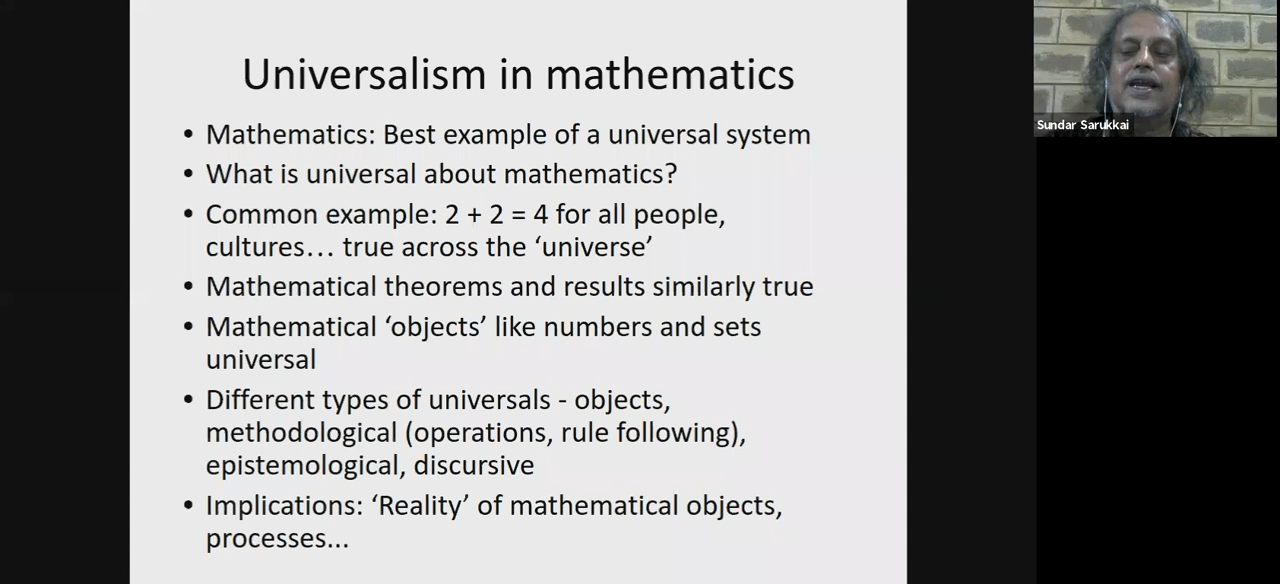 Universalism in mathematics
• Mathematics: Best example of a universal system
• What is universal about mathematics?
• Common example: 2 + 2 = 4 for all people,
cultures… true across the ‘universe’
• Mathematical theorems and results similarly true
• Mathematical ‘objects’ like numbers and sets
universal
• Different types of universals - objects,
methodological (operations, rule following),
epistemological, discursive
• Implications: ‘Reality’ of mathematical objects,
processes...
Sundar Sarukkai